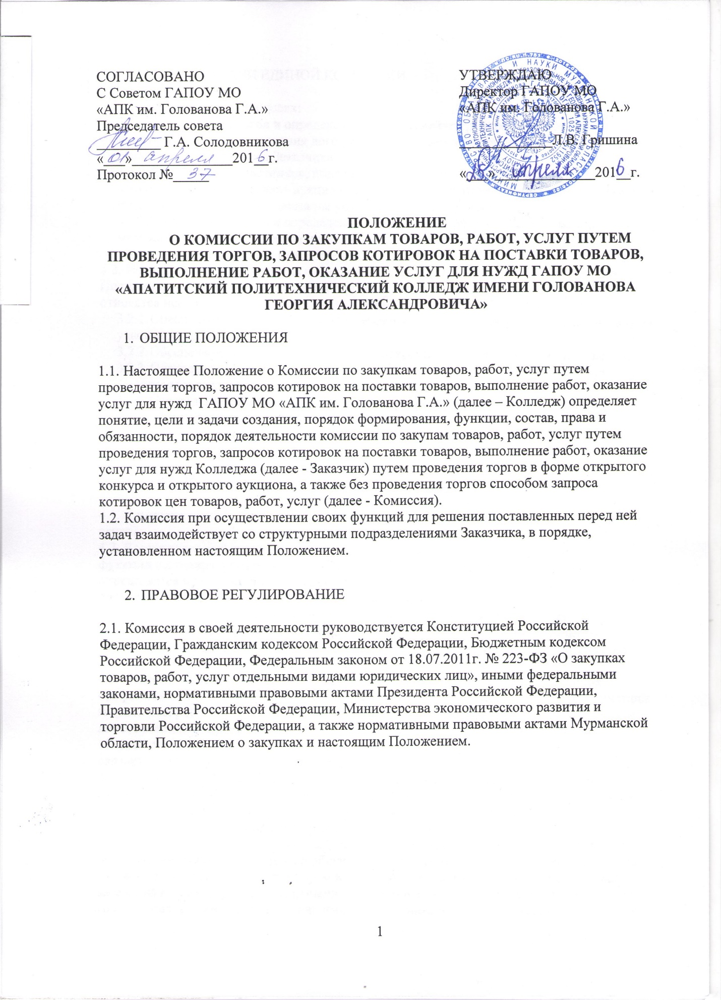 СОГЛАСОВАНО
С Советом ГАПОУ МО
«АПК им. Голованова Г.А.»
Председатель совета
_________ Г.А. Солодовникова
«01» апреля 2016 г.
Протокол № 37
УТВЕРЖДАЮ
Директор ГАПОУ МО
«АПК им. Голованова Г.А.»
_____________Л.В. Гришина
апреля 2016 г.
ПОЛОЖЕНИЕ
О КОМИССИИ ПО ЗАКУПКАМ ТОВАРОВ, РАБОТ, УСЛУГ ПУТЕМ
ПРОВЕДЕНИЯ ТОРГОВ, ЗАПРОСОВ КОТИРОВОК НА ПОСТАВКИ ТОВАРОВ,
ВЫПОЛНЕНИЕ РАБОТ, ОКАЗАНИЕ УСЛУГ ДЛЯ НУЖД ГАПОУ МО
«АПАТИТСКИЙ ПОЛИТЕХНИЧЕСКИЙ КОЛЛЕДЖ ИМЕНИ ГОЛОВАНОВА
ГЕОРГИЯ АЛЕКСАНДРОВИЧА»
1. ОБЩИЕ ПОЛОЖЕНИЯ
1.1. Настоящее Положение о Комиссии по закупкам товаров, работ, услуг путем
проведения торгов, запросов котировок на поставки товаров, выполнение работ, оказание
услуг для нужд ГАПОУ МО «АПК им. Голованова Г.А.» (далее – Колледж) определяет
понятие, цели и задачи создания, порядок формирования, функции, состав, права и
обязанности, порядок деятельности комиссии по закупам товаров, работ, услуг путем
проведения торгов, запросов котировок на поставки товаров, выполнение работ, оказание
услуг для нужд Колледжа (далее - Заказчик) путем проведения торгов в форме открытого
конкурса и открытого аукциона, а также без проведения торгов способом запроса
котировок цен товаров, работ, услуг (далее - Комиссия).
1.2. Комиссия при осуществлении своих функций для решения поставленных перед ней
задач взаимодействует со структурными подразделениями Заказчика, в порядке,
установленном настоящим Положением.
2. ПРАВОВОЕ РЕГУЛИРОВАНИЕ
2.1. Комиссия в своей деятельности руководствуется Конституцией Российской
Федерации, Гражданским кодексом Российской Федерации, Бюджетным кодексом
Российской Федерации, Федеральным законом от 18.07.2011г. № 223-ФЗ «О закупках
товаров, работ, услуг отдельными видами юридических лиц», иными федеральными
законами, нормативными правовыми актами Президента Российской Федерации,
Правительства Российской Федерации, Министерства экономического развития и
торговли Российской Федерации, а также нормативными правовыми актами Мурманской
области, Положением о закупках и настоящим Положением.
1